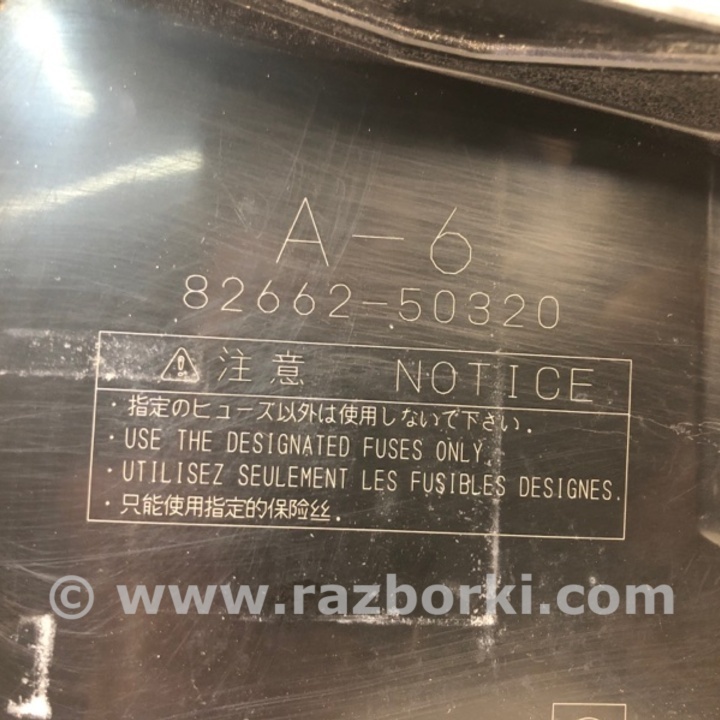 A-6
82662-50320
⚠ 注意 NOTICE
・指定のヒューズ以外は使用しないで下さい.
・USE THE DESIGNATED FUSES ONLY.
・UTILISEZ SEULEMENT LES FUSIBLES DESIGNES.
・只能使用指定的保险丝.
© www.razborki.com